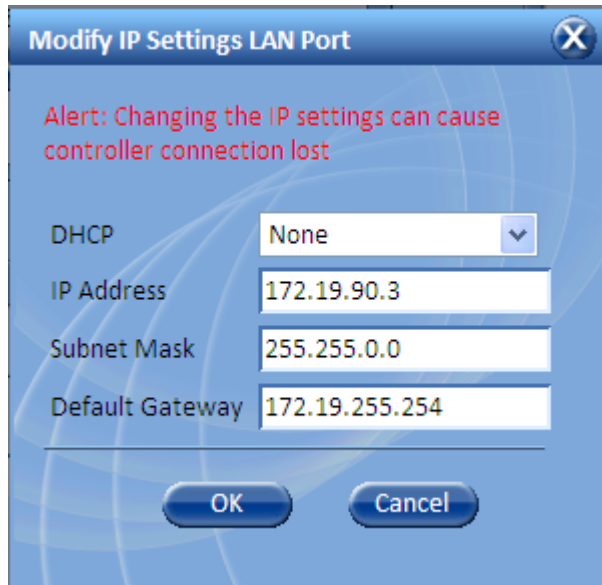 Modify IP Settings LAN Port
Alert: Changing the IP settings can cause
controller connection lost
DHCP None
IP Address 172.19.90.3
Subnet Mask 255.255.0.0
Default Gateway 172.19.255.254
OK Cancel